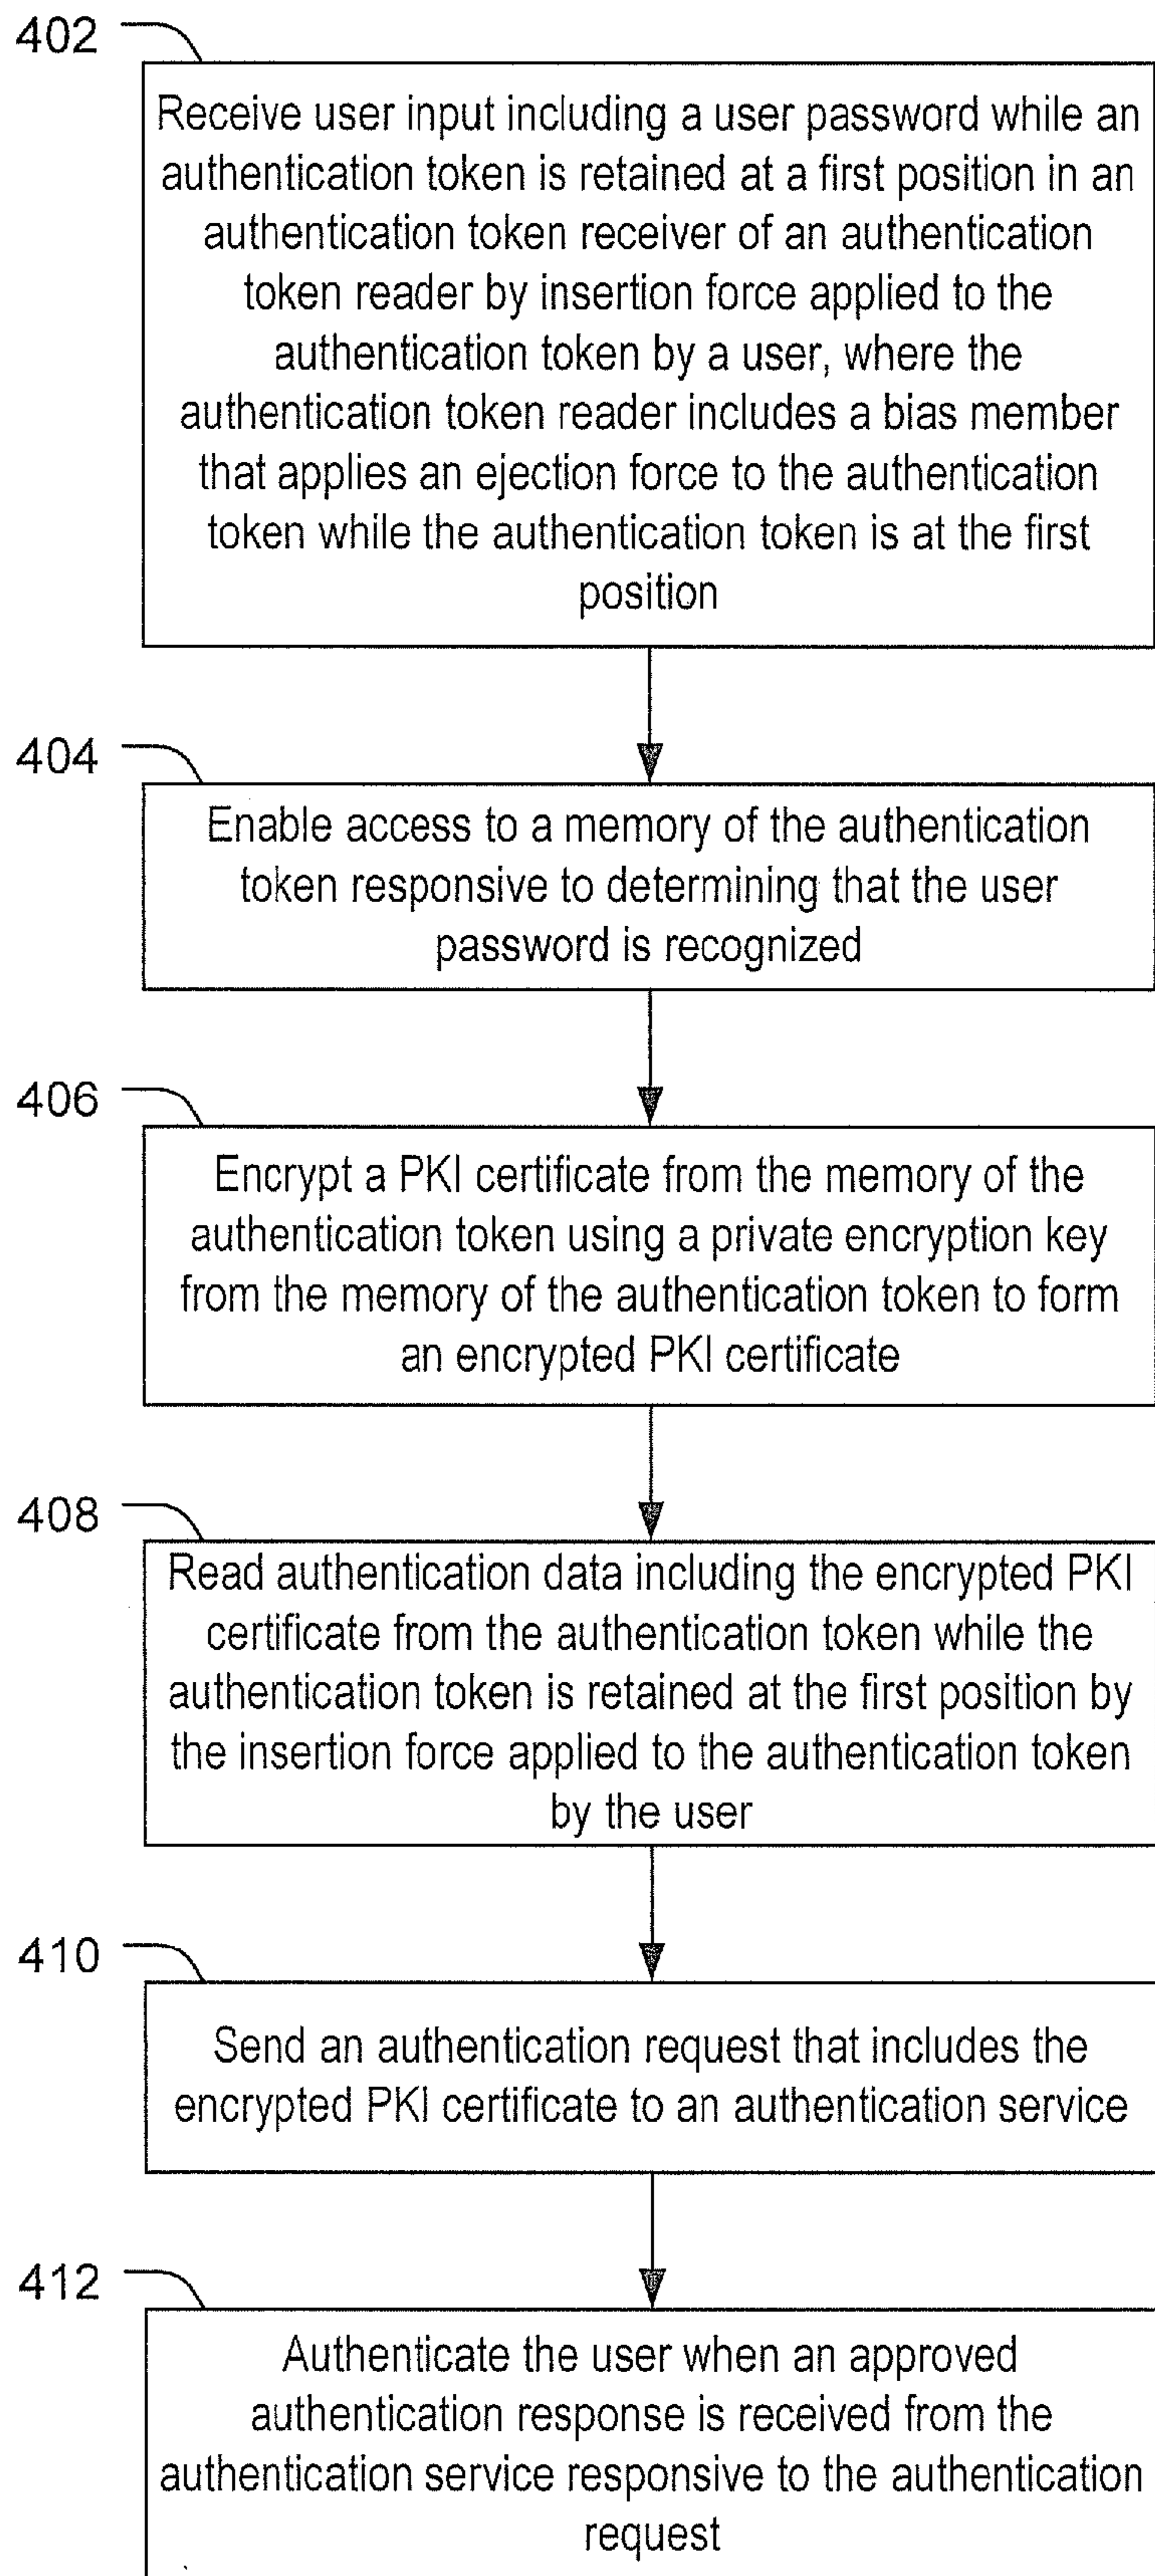 402
Receive user input including a user password while an
authentication token is retained at a first position in an
authentication token receiver of an authentication
token reader by insertion force applied to the
authentication token by a user, where the
authentication token reader includes a bias member
that applies an ejection force to the authentication
token while the authentication token is at the first
position
404
Enable access to a memory of the authentication
token responsive to determining that the user
password is recognized
406
Encrypt a PKI certificate from the memory of the
authentication token using a private encryption key
from the memory of the authentication token to form
an encrypted PKI certificate
408
Read authentication data including the encrypted PKI
certificate from the authentication token while the
authentication token is retained at the first position by
the insertion force applied to the authentication token
by the user
410
Send an authentication request that includes the
encrypted PKI certificate to an authentication service
412
Authenticate the user when an approved
authentication response is received from the
authentication service responsive to the authentication
request